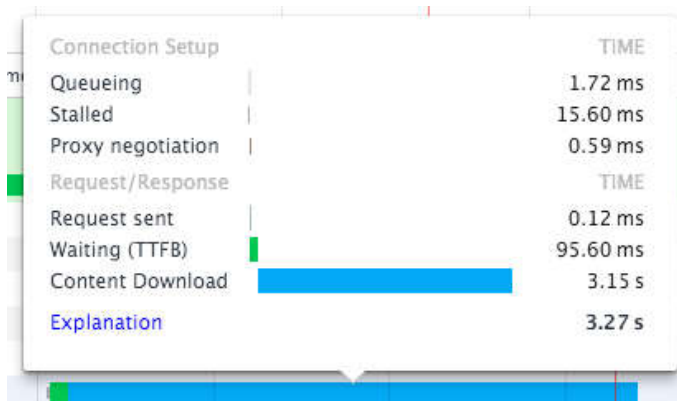 Connection Setup TIME
Queueing 1.72 ms
Stalled 15.60 ms
Proxy negotiation 0.59 ms
Request/Response TIME
Request sent 0.12 ms
Waiting (TTFB) 95.60 ms
Content Download 3.15 s
Explanation 3.27 s